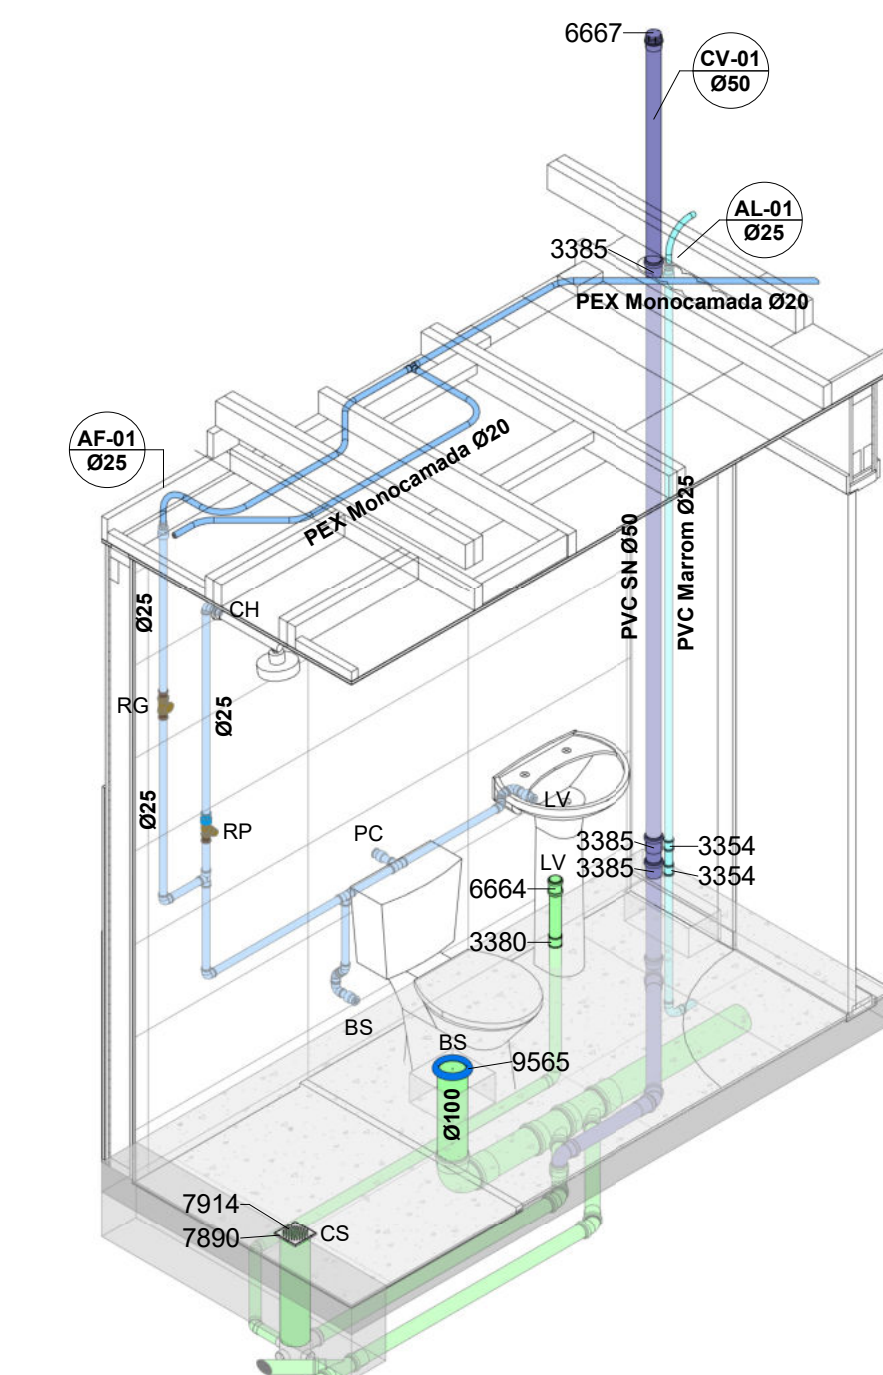 6667
CV-01
Ø50
AL-01
Ø25
3385
PEX Monocamada Ø20
AF-01
Ø25
PEX Monocamada Ø20
PVC SN Ø50
PVC Marrom Ø25
Ø25
CH
RG
Ø25
Ø25
RP
PC
LV
3385
3354
3385
3354
LV
6664
3380
BS
BS
9565
Ø100
7914
7890
CS